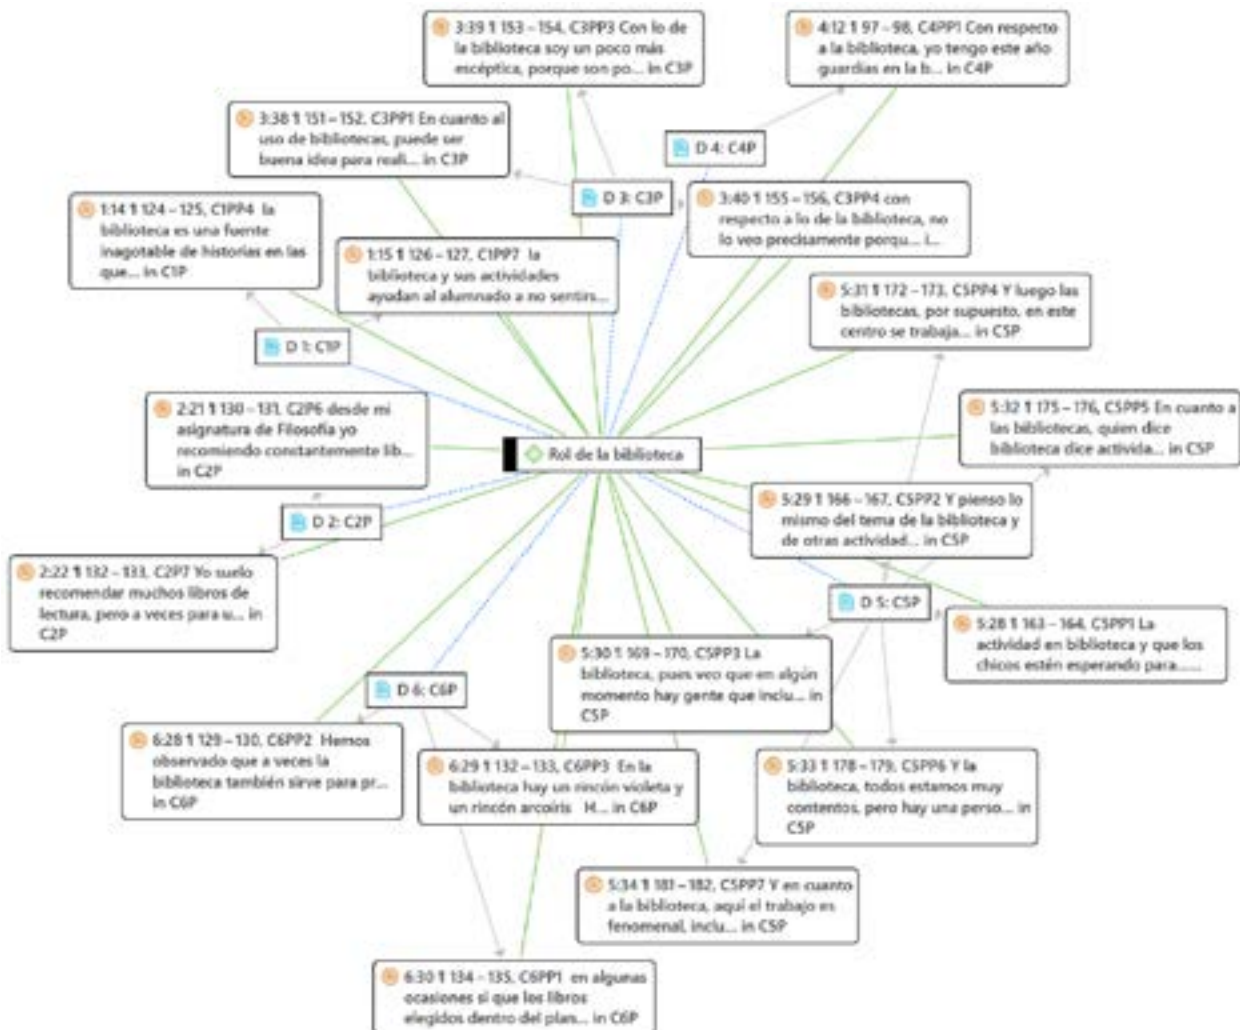 3:39 ¶ 153 – 154, C3PP3 Con lo de
la biblioteca soy un poco más
escéptica, porque son po... in C3P
4:12 ¶ 97 – 98, C4PP1 Con respecto
a la biblioteca, yo tengo este año
guardias en la b... in C4P
3:38 ¶ 151 – 152, C3PP1 En cuanto al
uso de bibliotecas, puede ser
buena idea para reali... in C3P
D 4: C4P
D 3: C3P
1:14 ¶ 124 – 125, C1PP4 la
biblioteca es una fuente
inagotable de historias en las
que... in C1P
3:40 ¶ 155 – 156, C3PP4 con
respecto a lo de la biblioteca, no
lo veo precisamente porqu... i...
1:15 ¶ 126 – 127, C1PP7 la
biblioteca y sus actividades
ayudan al alumnado a no sentirs...
5:31 ¶ 172 – 173, C5PP4 Y luego las
bibliotecas, por supuesto, en este
centro se trabaja... in C5P
D 1: C1P
2:21 ¶ 130 – 131, C2P6 desde mi
asignatura de Filosofía yo
recomiendo constantemente lib...
in C2P
5:32 ¶ 175 – 176, C5PP5 En cuanto a
las bibliotecas, quien dice
biblioteca dice activida... in C5P
Rol de la biblioteca
5:29 ¶ 166 – 167, C5PP2 Y pienso lo
mismo del tema de la biblioteca y
de otras actividad... in C5P
D 2: C2P
2:22 ¶ 132 – 133, C2P7 Yo suelo
recomendar muchos libros de
lectura, pero a veces para u... in
C2P
D 5: C5P
5:28 ¶ 163 – 164, C5PP1 La
actividad en biblioteca y que los
chicos estén esperando para......
5:30 ¶ 169 – 170, C5PP3 La
biblioteca, pues veo que en algún
momento hay gente que inclu... in
C5P
D 6: C6P
6:28 ¶ 129 – 130, C6PP2 Hemos
observado que a veces la
biblioteca también sirve para pr...
in C6P
6:29 ¶ 132 – 133, C6PP3 En la
biblioteca hay un rincón violeta y
un rincón arcoíris H... in C6P
5:33 ¶ 178 – 179, C5PP6 Y la
biblioteca, todos estamos muy
contentos, pero hay una perso... in
C5P
5:34 ¶ 181 – 182, C5PP7 Y en cuanto
a la biblioteca, aquí el trabajo es
fenomenal, inclu... in C5P
6:30 ¶ 134 – 135, C6PP1 en algunas
ocasiones si que los libros
elegidos dentro del plan... in C6P